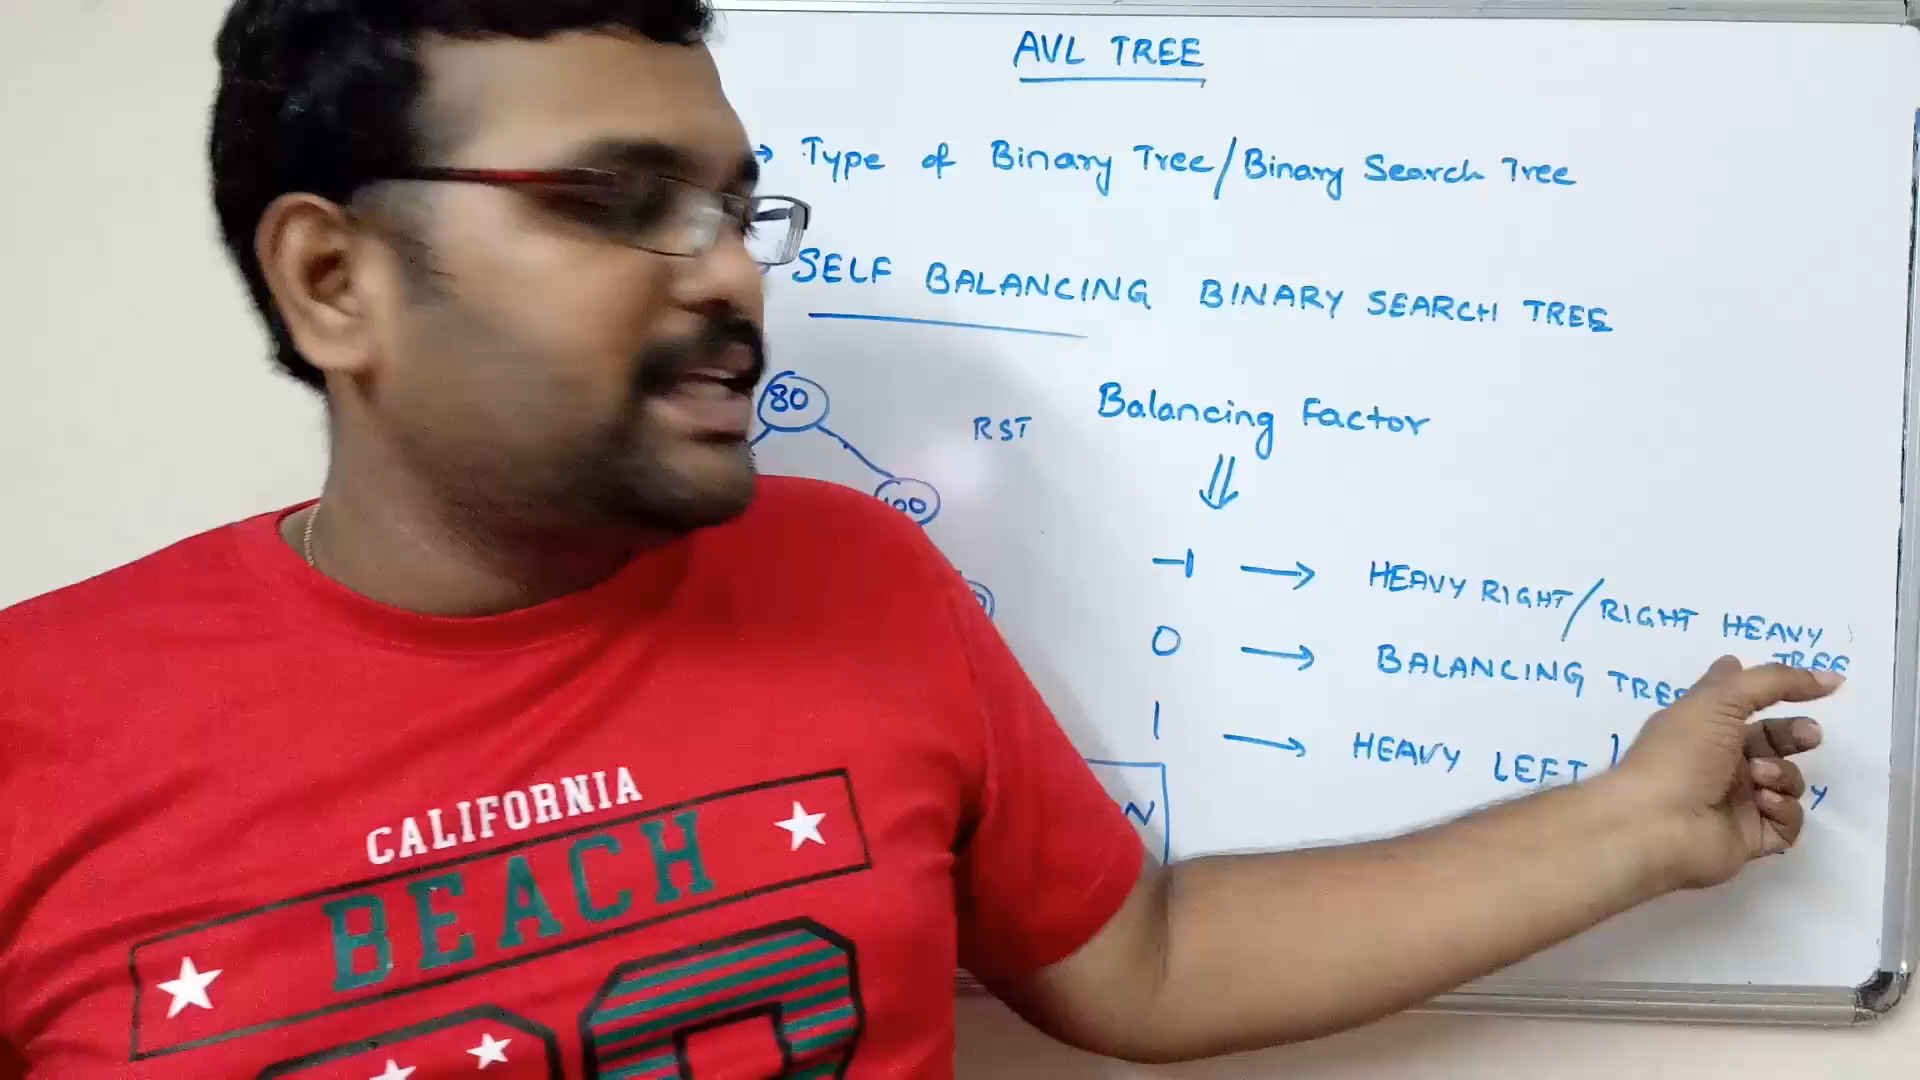 AVL TREE
→ Type of Binary Tree/Binary Search Tree
SELF BALANCING BINARY SEARCH TREE
80
RST
Balancing Factor
⇓
-1 → HEAVY RIGHT/RIGHT HEAVY
TREE
0 → BALANCING TREE
1 → HEAVY LEFT
CALIFORNIA
BEACH